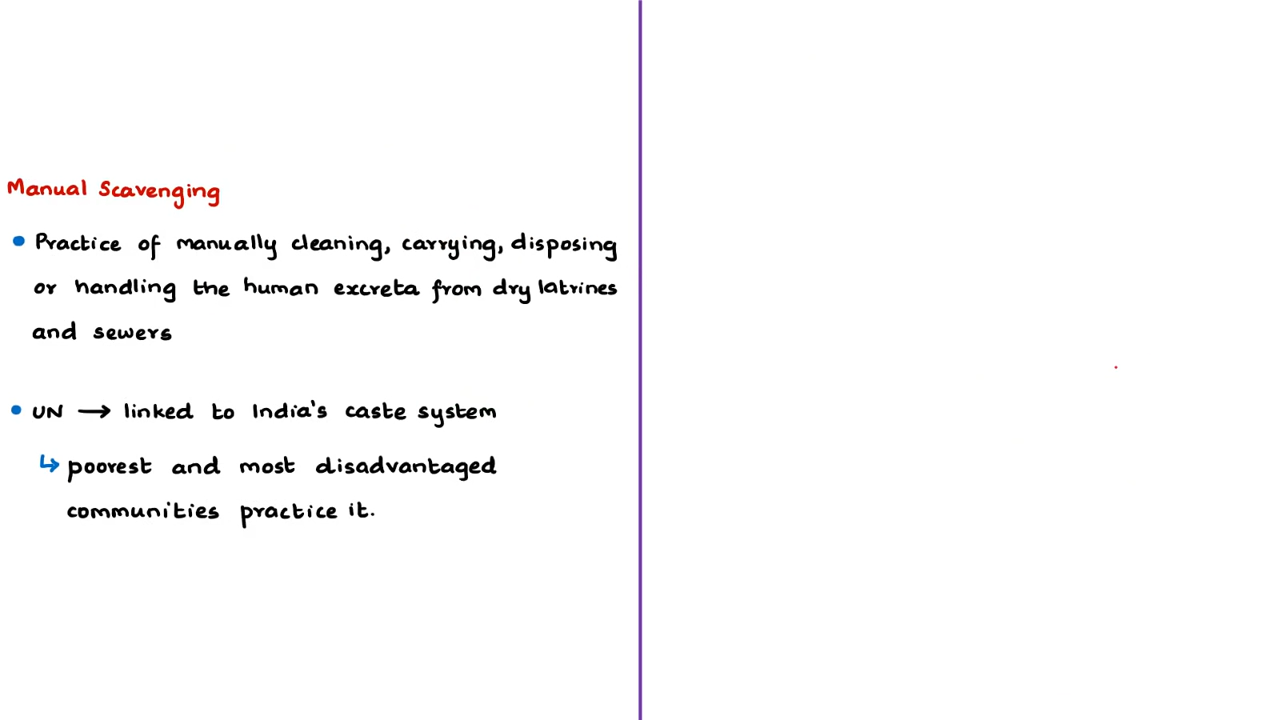 Manual Scavenging
• Practice of manually cleaning, carrying, disposing
or handling the human excreta from dry latrines
and sewers
• UN → linked to India's caste system
↳ poorest and most disadvantaged
communities practice it.